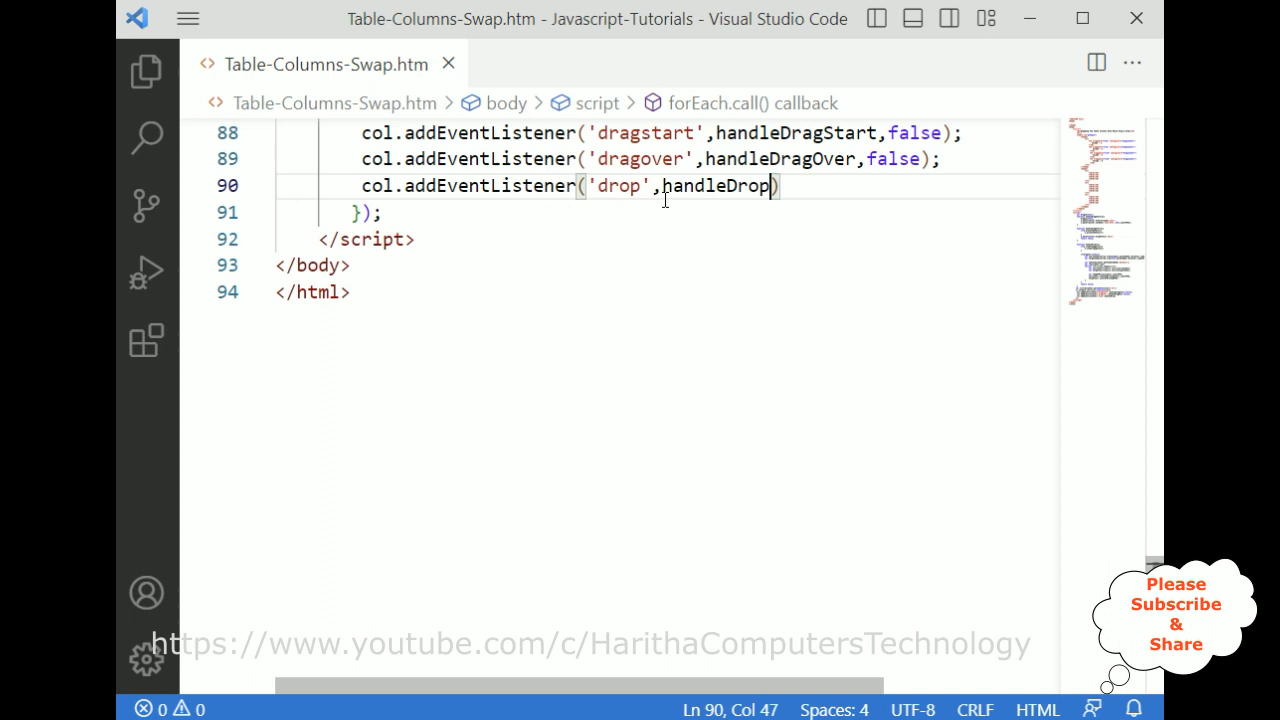 Table-Columns-Swap.htm - Javascript-Tutorials - Visual Studio Code
Table-Columns-Swap.htm
Table-Columns-Swap.htm > body > script > forEach.call() callback
88 col.addEventListener('dragstart',handleDragStart,false);
89 col.addEventListener('dragover',handleDragOver,false);
90 col.addEventListener('drop',handleDrop)
91 });
92 </script>
93 </body>
94 </html>
Please
Subscribe
&
Share
https://www.youtube.com/c/HarithaComputersTechnology
0 0 Ln 90, Col 47 Spaces: 4 UTF-8 CRLF HTML